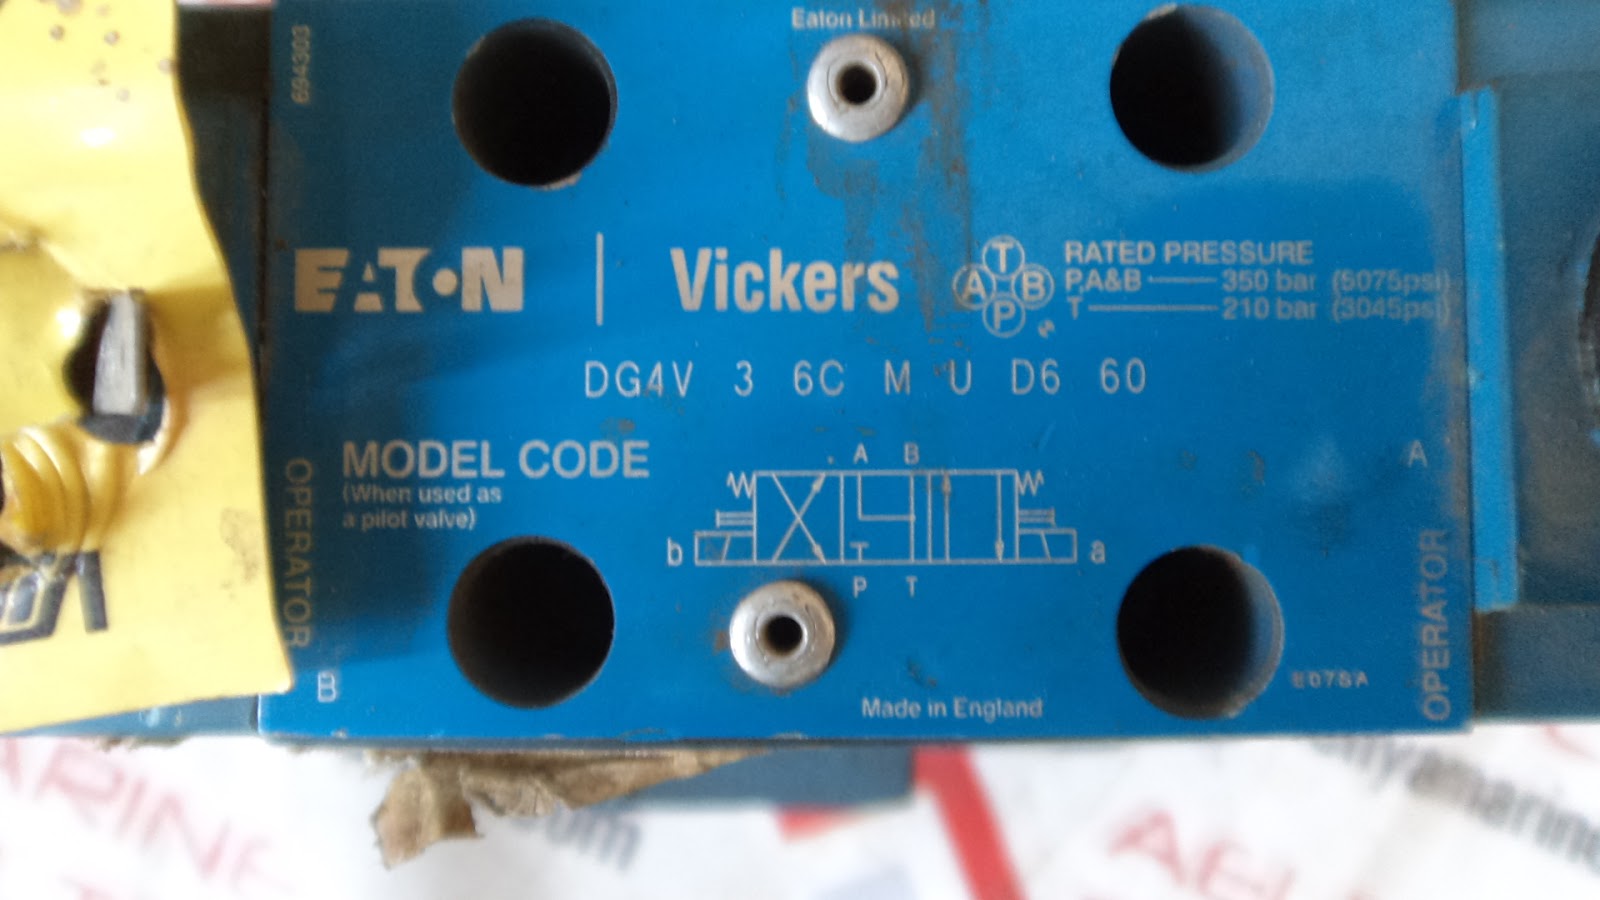 Eaton Limited
694303
EATON | Vickers
T
A B
P
RATED PRESSURE
P,A&B 350 bar (5075psi)
T 210 bar (3045psi)
DG4V 3 6C M U D6 60
MODEL CODE
(When used as
a pilot valve)
A B
A
b T a
P T
OPERATOR
B
OPERATOR
E07SA
Made in England